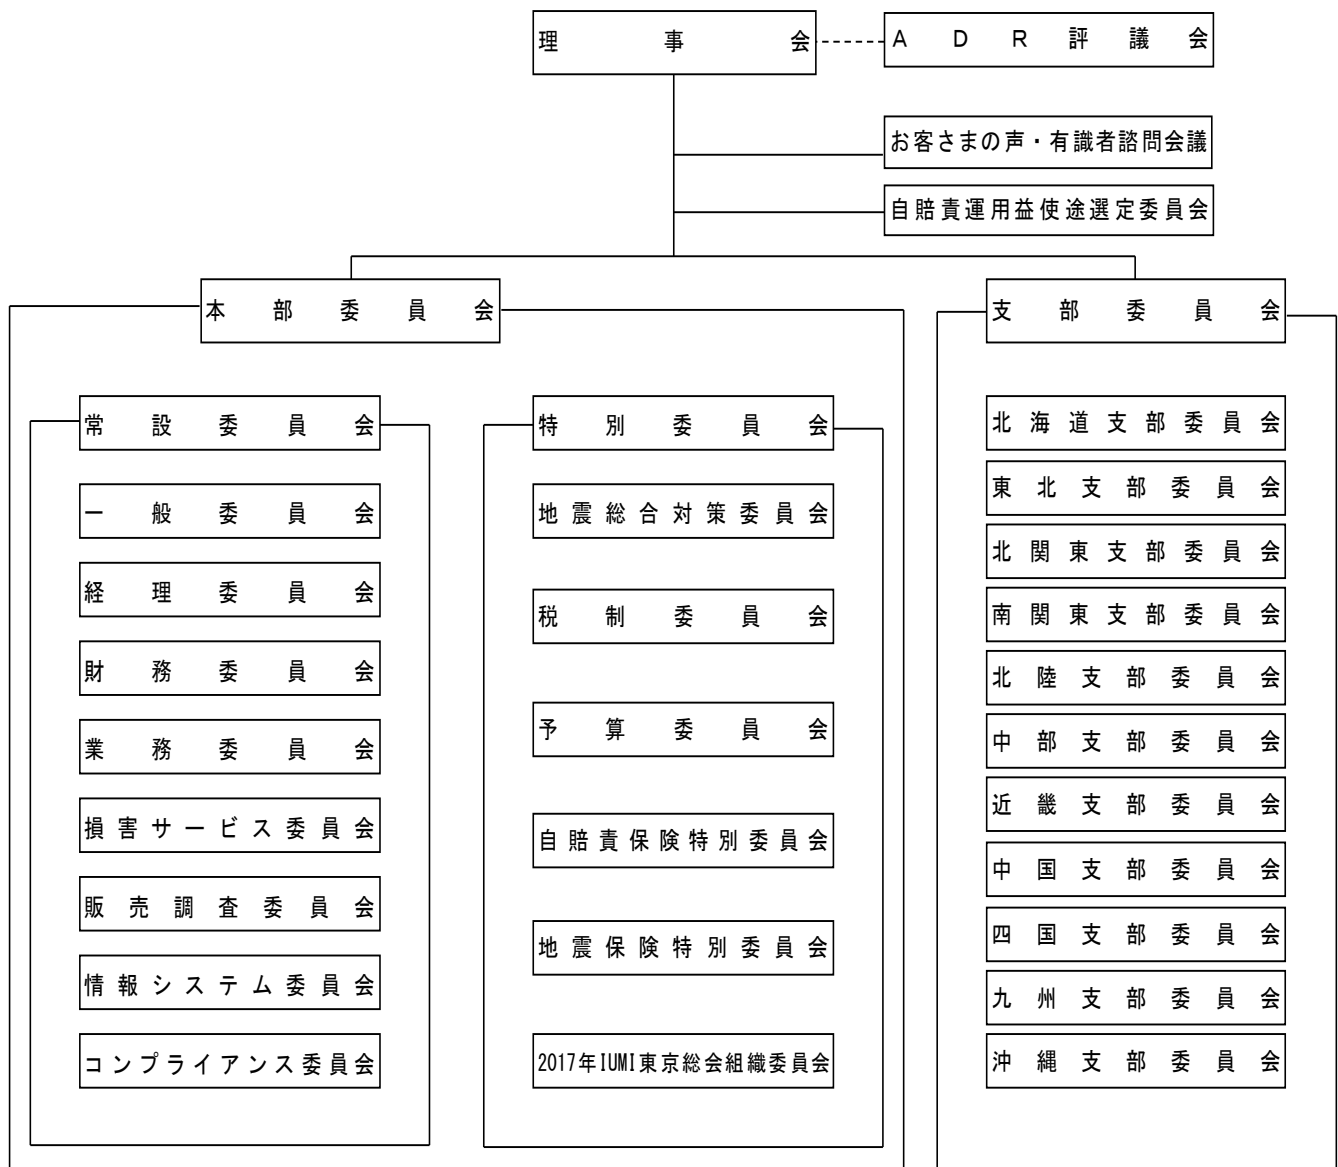 理事会
ADR評議会
お客さまの声・有識者諮問会議
自賠責運用益使途選定委員会
本部委員会
支部委員会
常設委員会
一般委員会
経理委員会
財務委員会
業務委員会
損害サービス委員会
販売調査委員会
情報システム委員会
コンプライアンス委員会
特別委員会
地震総合対策委員会
税制委員会
予算委員会
自賠責保険特別委員会
地震保険特別委員会
2017年IUMI東京総会組織委員会
北海道支部委員会
東北支部委員会
北関東支部委員会
南関東支部委員会
北陸支部委員会
中部支部委員会
近畿支部委員会
中国支部委員会
四国支部委員会
九州支部委員会
沖縄支部委員会